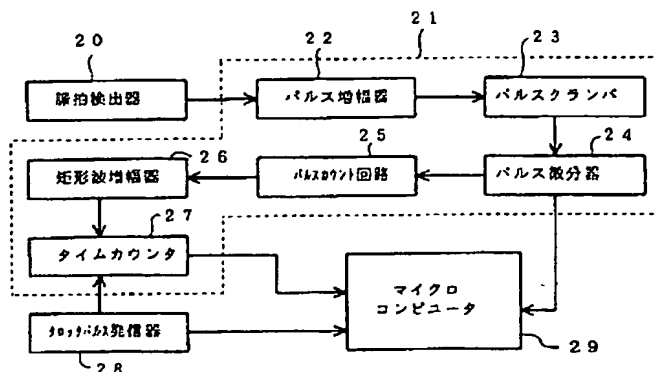 20
22
21
23
脈拍検出器
パルス増幅器
パルスクランパ
26
25
24
矩形波増幅器
パルスカウント回路
パルス微分器
27
タイムカウンタ
マイクロ
コンピュータ
クロックパルス発信器
28
29